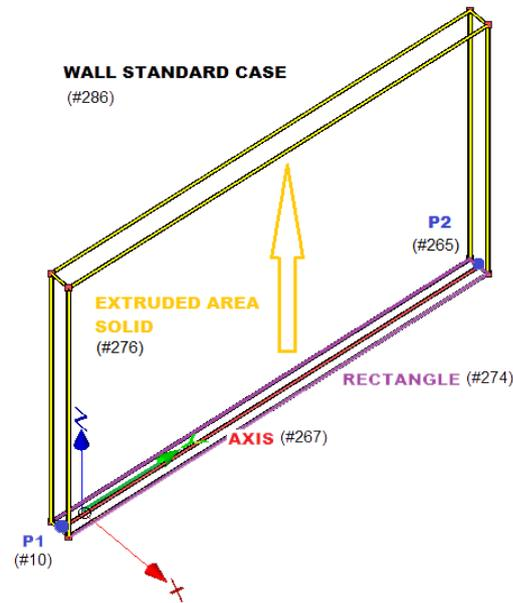 WALL STANDARD CASE
(#286)
P2
(#265)
EXTRUDED AREA
SOLID
(#276)
RECTANGLE (#274)
Z
AXIS (#267)
P1
(#10)
X